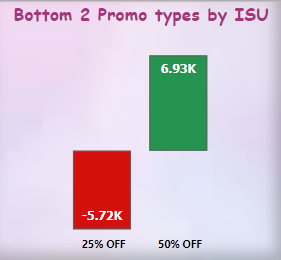 Bottom 2 Promo types by ISU
6.93K
-5.72K
25% OFF 50% OFF